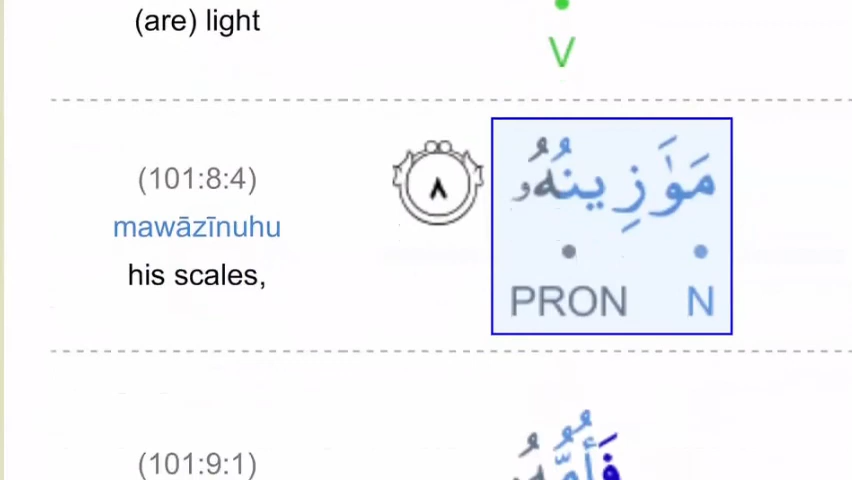 (are) light
V
(101:8:4)
mawāzīnuhu
his scales,
٨
مَوَٰزِينُهُۥ
PRON N
(101:9:1)
فَأُمُّهُۥ